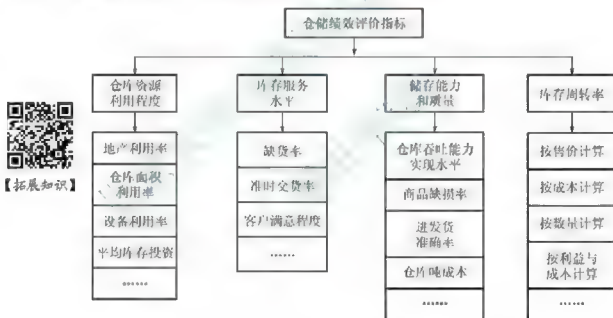 仓储绩效评价指标
仓库资源
利用程度
库存服务
水平
储存能力
和质量
库存周转率
地产利用率
仓库面积
利用率
设备利用率
平均库存投资
……
缺货率
准时交货率
客户满意程度
……
仓库吞吐能力
实现水平
商品缺损率
进发货
准确率
仓库吨成本
……
按售价计算
按成本计算
按数量计算
按利益与
成本计算
……
【拓展知识】